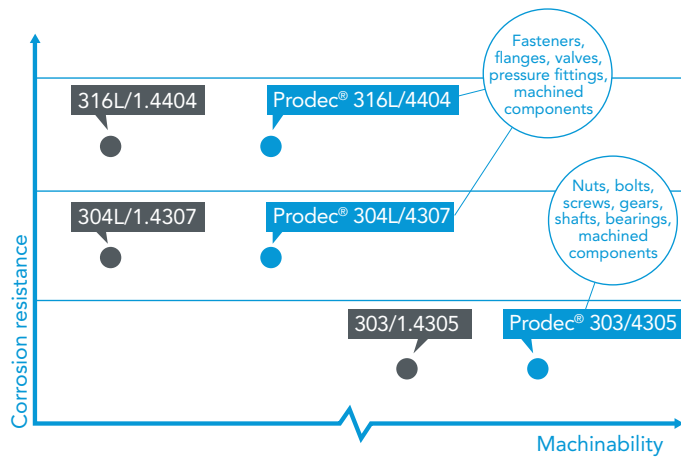 Fasteners,
flanges, valves,
pressure fittings,
machined
components
316L/1.4404
Prodec® 316L/4404
Nuts, bolts,
screws, gears,
shafts, bearings,
machined
components
304L/1.4307
Prodec® 304L/4307
303/1.4305
Prodec® 303/4305
Corrosion resistance
Machinability